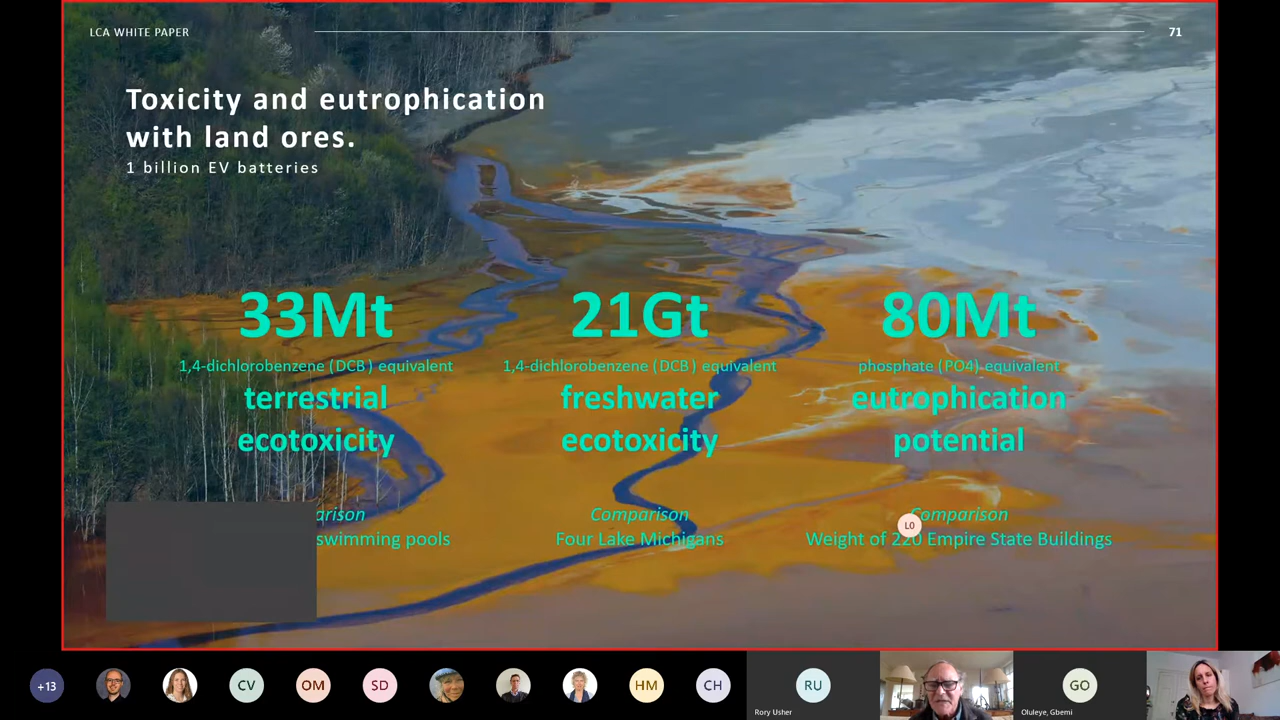 LCA WHITE PAPER
71
Toxicity and eutrophication
with land ores.
1 billion EV batteries
33Mt
1,4-dichlorobenzene (DCB) equivalent
terrestrial
ecotoxicity
swimming pools
21Gt
1,4-dichlorobenzene (DCB) equivalent
freshwater
ecotoxicity
Comparison
Four Lake Michigans
80Mt
phosphate (PO4) equivalent
eutrophication
potential
Comparison
Weight of 220 Empire State Buildings
LO
+13
CV
OM
SD
HM
CH
RU
Rory Usher
GO
Oluleye, Gbemi